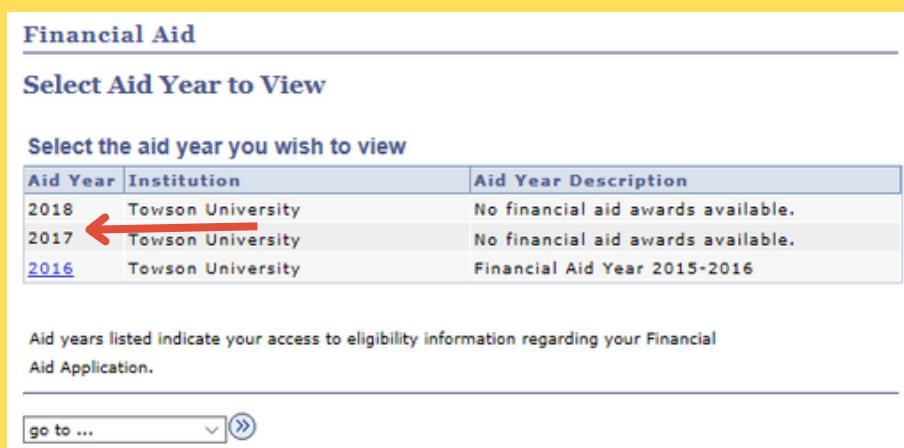 Financial Aid
Select Aid Year to View
Select the aid year you wish to view
Aid Year Institution Aid Year Description
2018 Towson University No financial aid awards available.
2017 Towson University No financial aid awards available.
2016 Towson University Financial Aid Year 2015-2016
Aid years listed indicate your access to eligibility information regarding your Financial
Aid Application.
go to ...